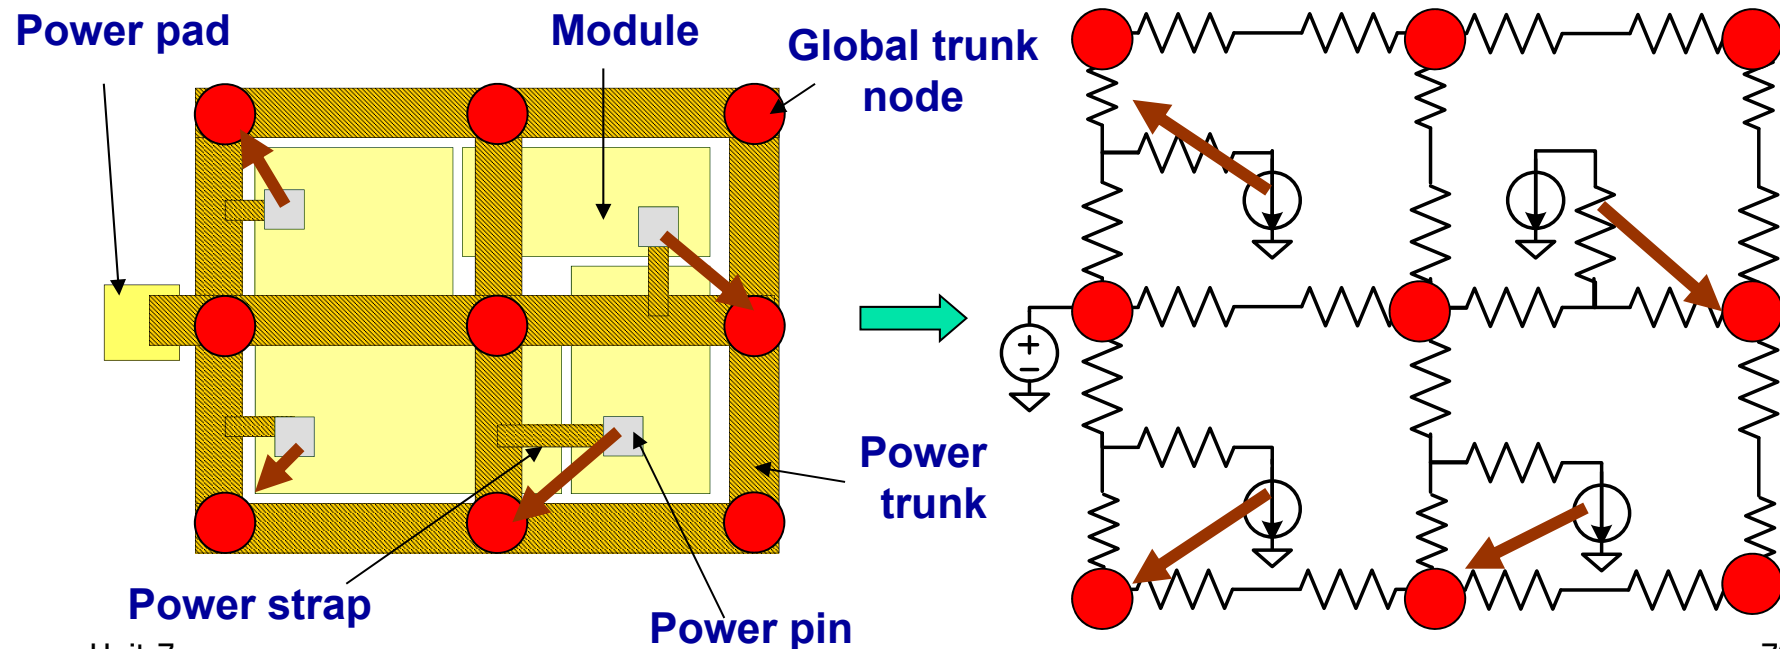 Power pad
Module
Global trunk
node
Power
trunk
Power strap
Power pin